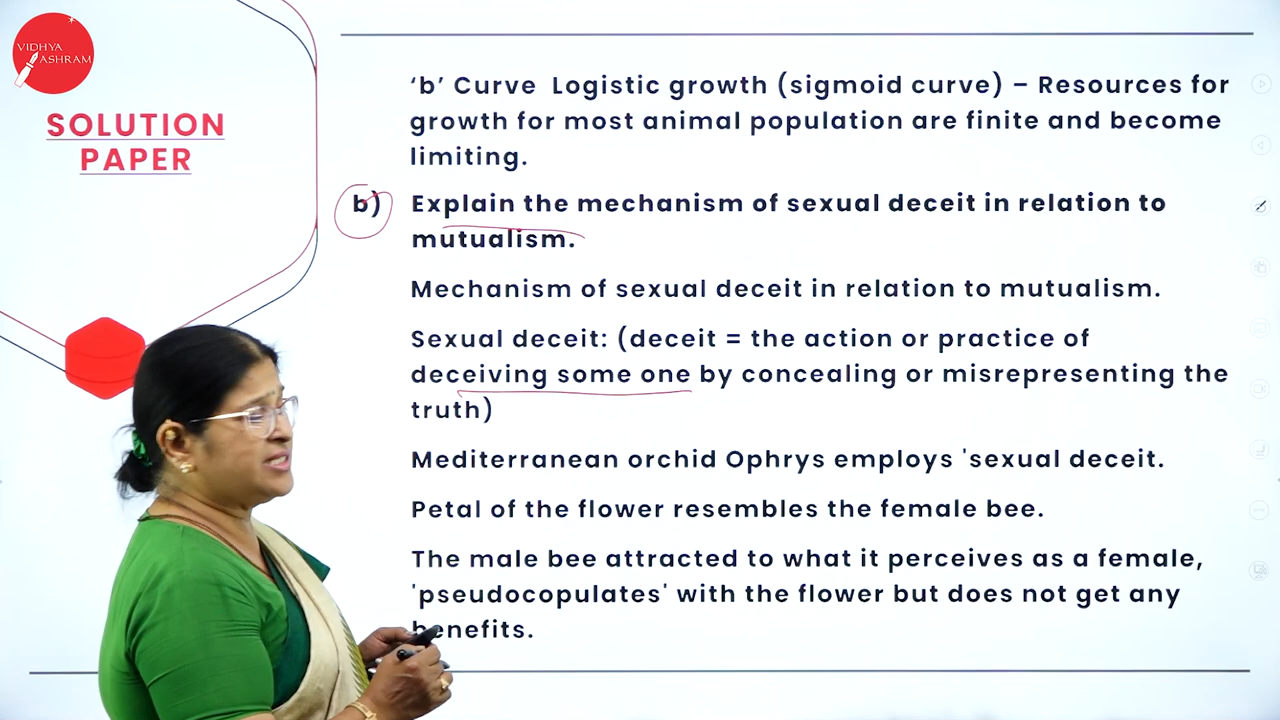 VIDHYA
ASHRAM
SOLUTION
PAPER
‘b’ Curve Logistic growth (sigmoid curve) – Resources for
growth for most animal population are finite and become
limiting.
b) Explain the mechanism of sexual deceit in relation to
mutualism.
Mechanism of sexual deceit in relation to mutualism.
Sexual deceit: (deceit = the action or practice of
deceiving some one by concealing or misrepresenting the
truth)
Mediterranean orchid Ophrys employs 'sexual deceit.
Petal of the flower resembles the female bee.
The male bee attracted to what it perceives as a female,
'pseudocopulates' with the flower but does not get any
benefits.